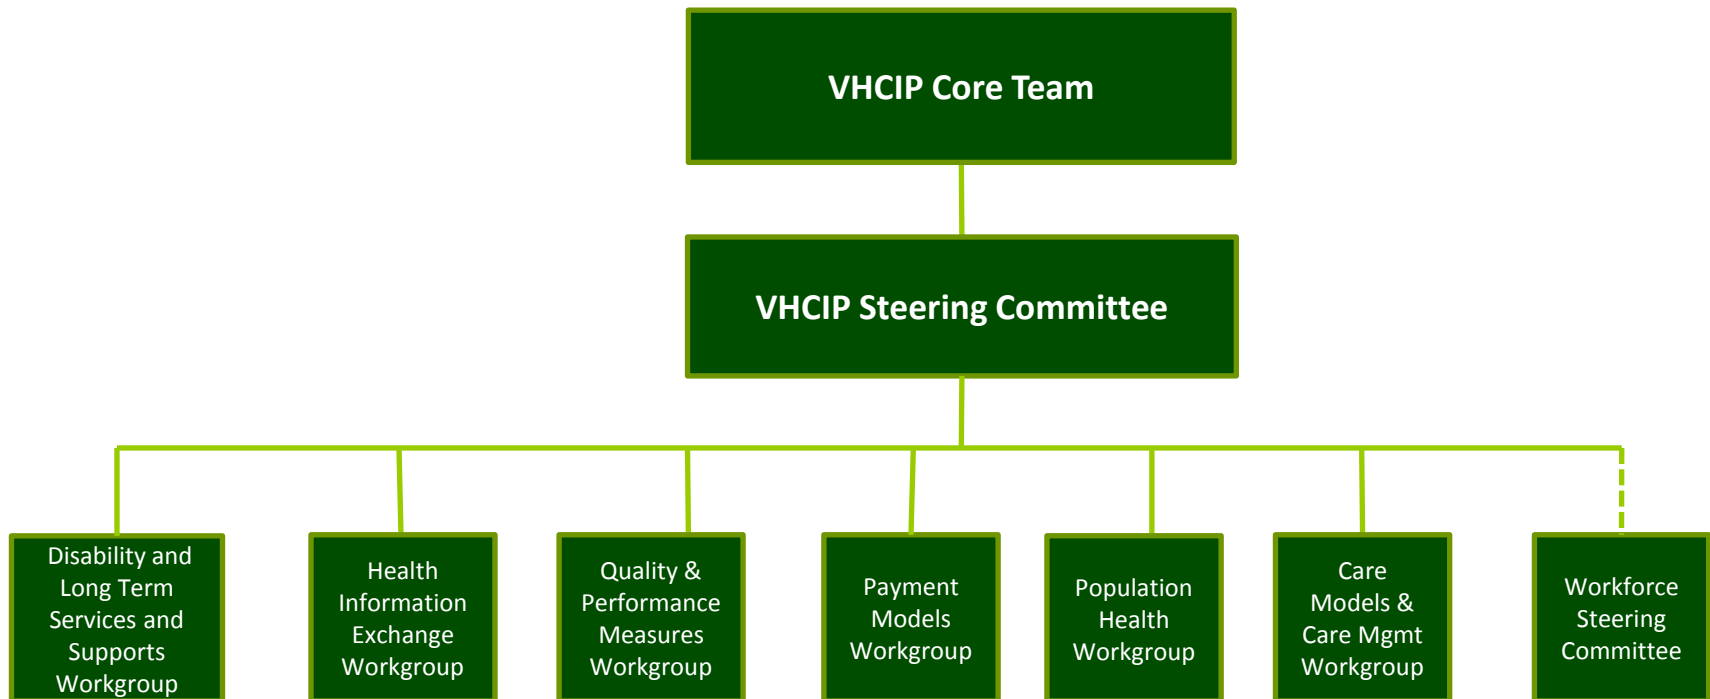 VHCIP Core Team
VHCIP Steering Committee
Disability and
Long Term
Services and
Supports
Workgroup
Health
Information
Exchange
Workgroup
Quality &
Performance
Measures
Workgroup
Payment
Models
Workgroup
Population
Health
Workgroup
Care
Models &
Care Mgmt
Workgroup
Workforce
Steering
Committee